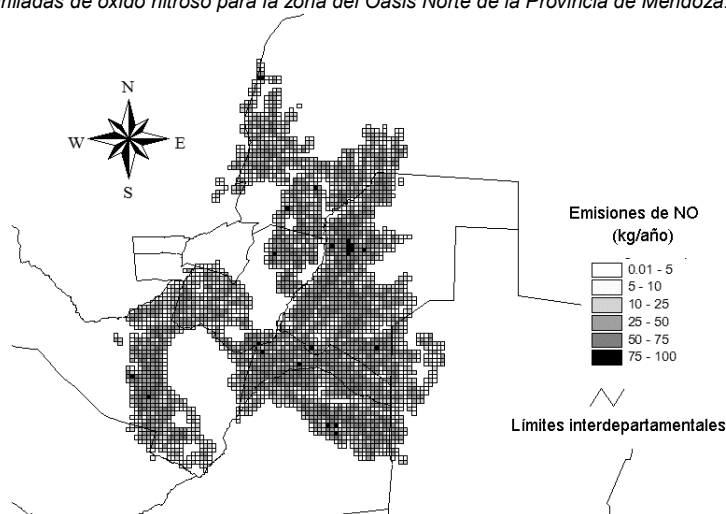 miladas de óxido nitroso para la zona del Oasis Norte de la Provincia de Mendoza.
N
W E
S
Emisiones de NO
(kg/año)
0.01 - 5
5 - 10
10 - 25
25 - 50
50 - 75
75 - 100
Límites interdepartamentales